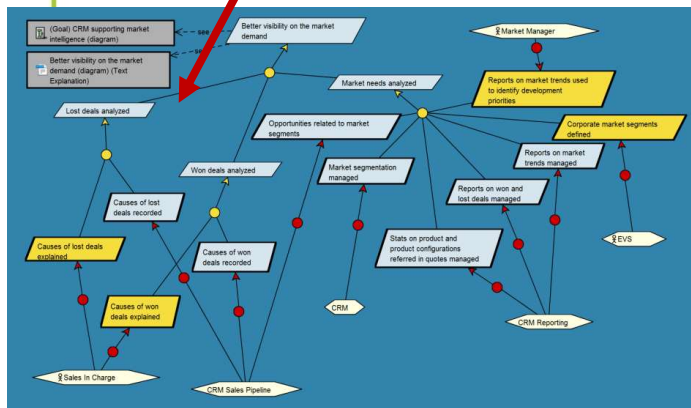 (Goal) CRM supporting market
intelligence (diagram)
see
Better visibility on the market
demand
Better visibility on the market
demand (diagram) (Text
Explanation)
see
Market Manager
Lost deals analyzed
Market needs analyzed
Reports on market trends used
to identify development
priorities
Opportunities related to market
segments
Corporate market segments
defined
Won deals analyzed
Market segmentation
managed
Reports on market
trends managed
Causes of lost
deals recorded
Reports on won and
lost deals managed
Causes of lost deals
explained
Causes of won
deals recorded
Stats on product and
product configurations
referred in quotes managed
EVS
Causes of won
deals explained
CRM
CRM Reporting
Sales In Charge
CRM Sales Pipeline